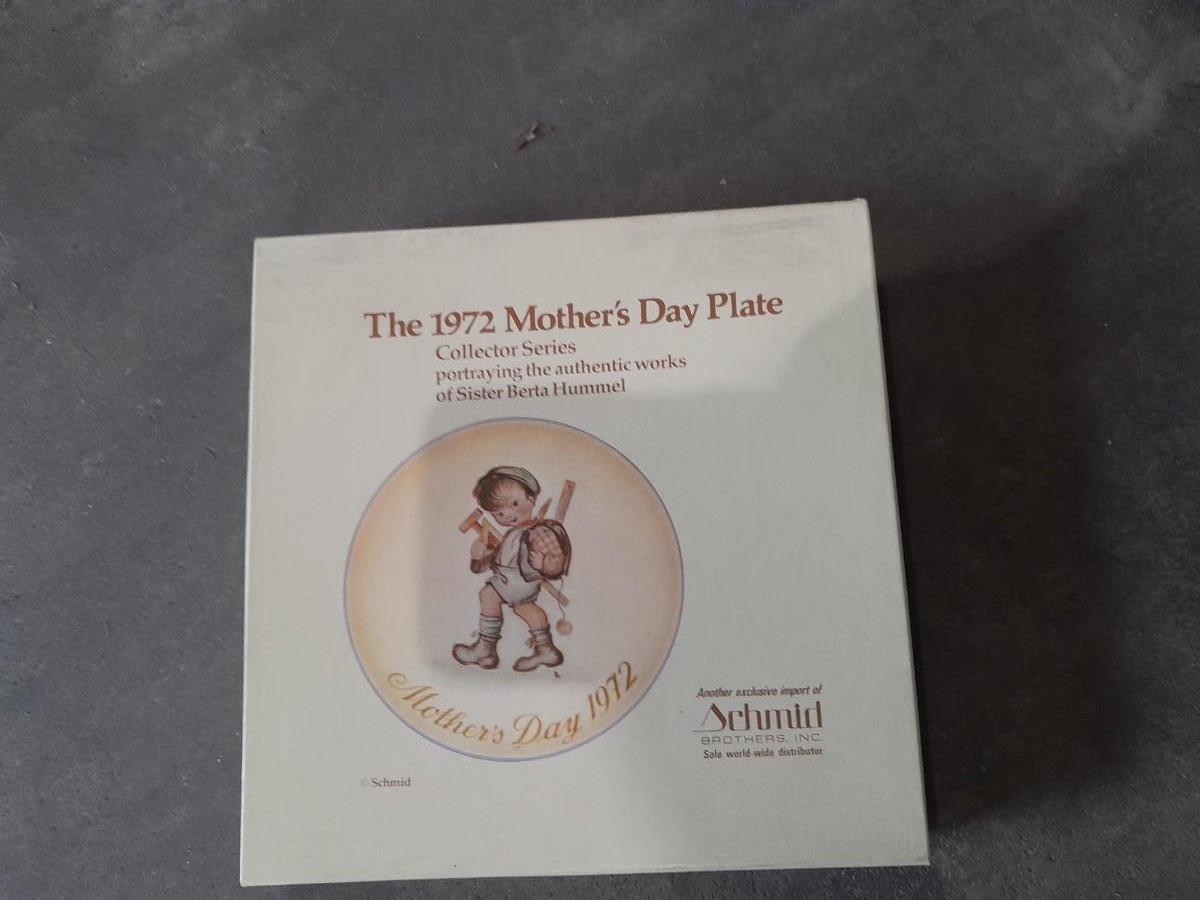 The 1972 Mother's Day Plate
Collector Series
portraying the authentic works
of Sister Berta Hummel
Mother's Day 1972
Another exclusive import of
Schmid
BROTHERS, INC.
Sole world-wide distributor
© Schmid